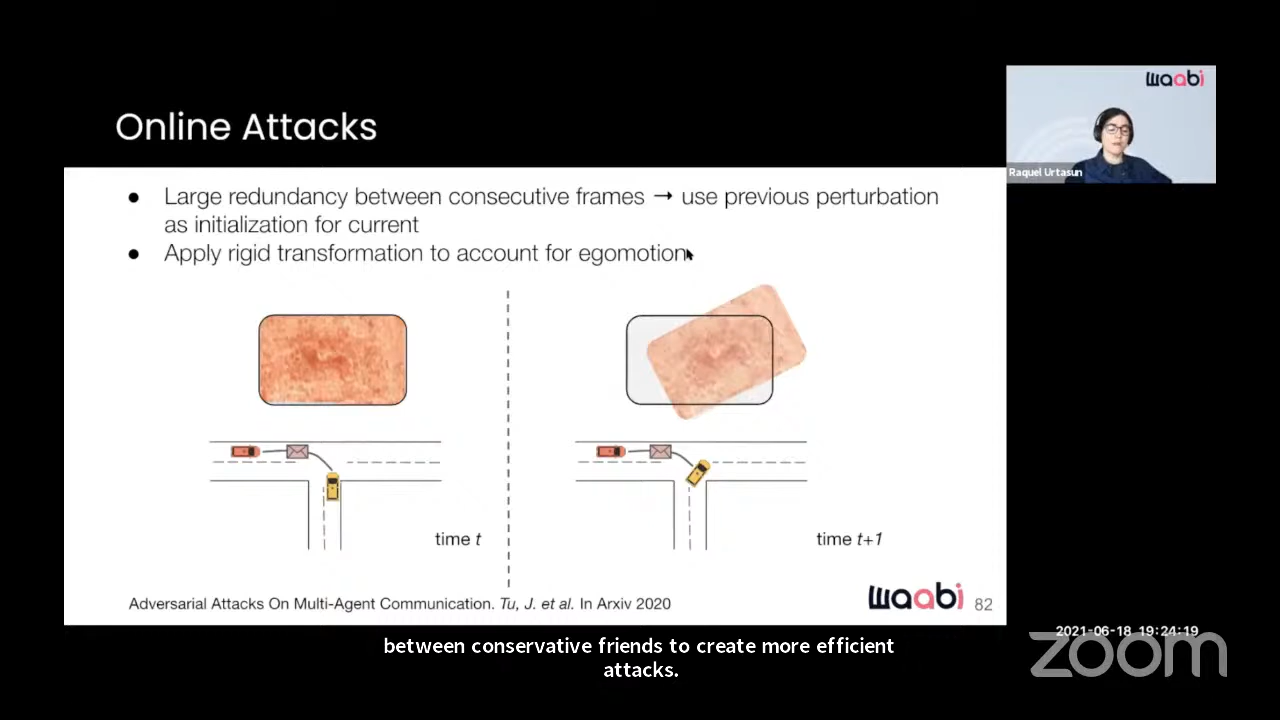 waabi
Raquel Urtasun
Online Attacks
● Large redundancy between consecutive frames → use previous perturbation
as initialization for current
● Apply rigid transformation to account for egomotion
time t
time t+1
Adversarial Attacks On Multi-Agent Communication. Tu, J. et al. In Arxiv 2020
waabi
82
2021-06-18 19:24:19
zoom
between conservative friends to create more efficient
attacks.